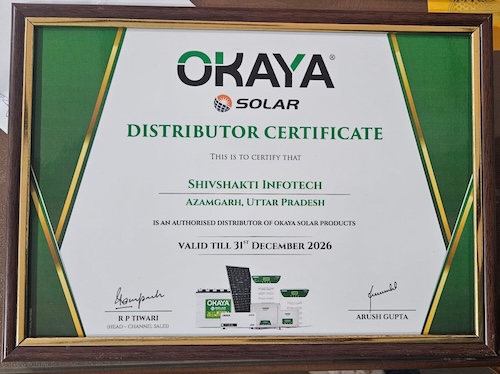 OKAYA®
SOLAR
DISTRIBUTOR CERTIFICATE
THIS IS TO CERTIFY THAT
SHIVSHAKTI INFOTECH
AZAMGARH, UTTAR PRADESH
IS AN AUTHORISED DISTRIBUTOR OF OKAYA SOLAR PRODUCTS
VALID TILL 31ST DECEMBER 2026
OKAYA
R P TIWARI
(HEAD - CHANNEL SALES)
ARUSH GUPTA